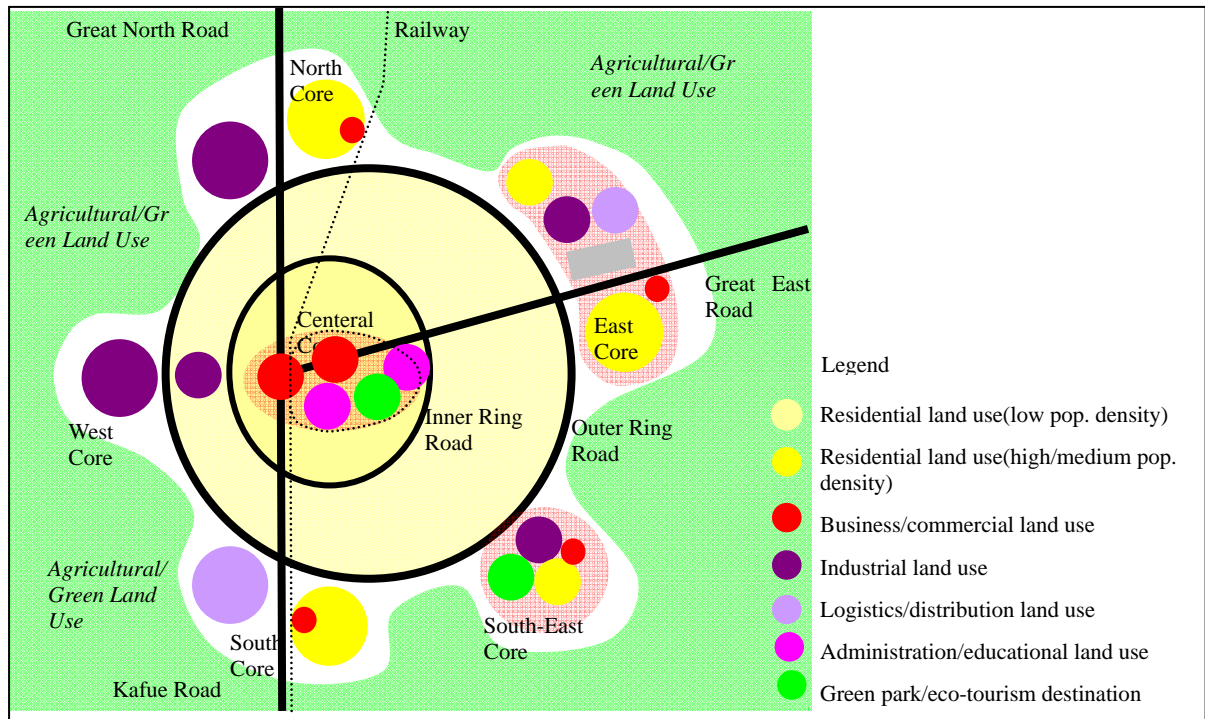 Great North Road
Railway
North
Core
Agricultural/Gr
een Land Use
Agricultural/Gr
een Land Use
Great East
Road
Centeral
East
Core
Legend
Inner Ring
Road
Outer Ring
Road
West
Core
Residential land use(low pop. density)
Residential land use(high/medium pop.
density)
Business/commercial land use
Industrial land use
Agricultural/
Green Land
Use
Logistics/distribution land use
South
Core
South-East
Core
Administration/educational land use
Kafue Road
Green park/eco-tourism destination